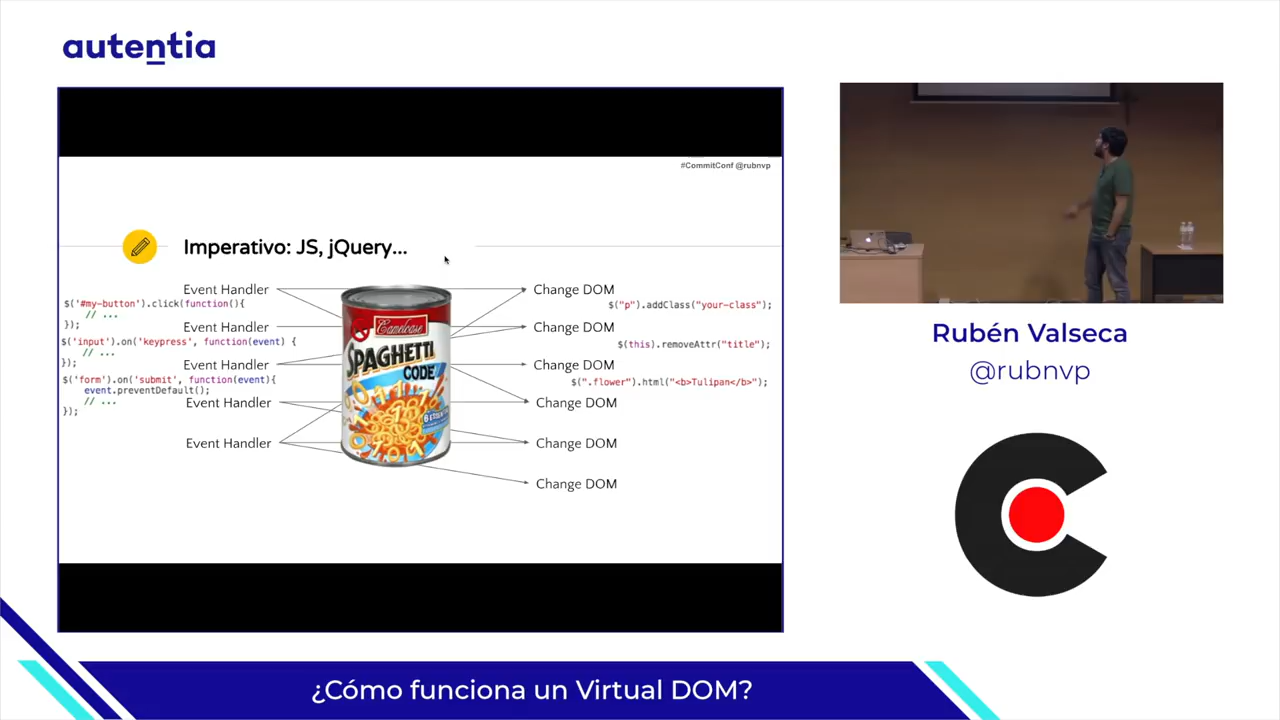 autentia
#CommitConf @rubnvp
Imperativo: JS, jQuery...
Event Handler
$('#my-button').click(function(){
// ...
});
Event Handler
$('input').on('keypress', function(event) {
// ...
});
Event Handler
$('form').on('submit', function(event){
event.preventDefault();
// ...
});
Event Handler
Event Handler
Camelcase
SPAGHETTI
CODE
Change DOM
$("p").addClass("your-class");
Change DOM
$(this).removeAttr("title");
Change DOM
$(".flower").html("<b>Tulipan</b>");
Change DOM
Change DOM
Change DOM
Rubén Valseca
@rubnvp
¿Cómo funciona un Virtual DOM?